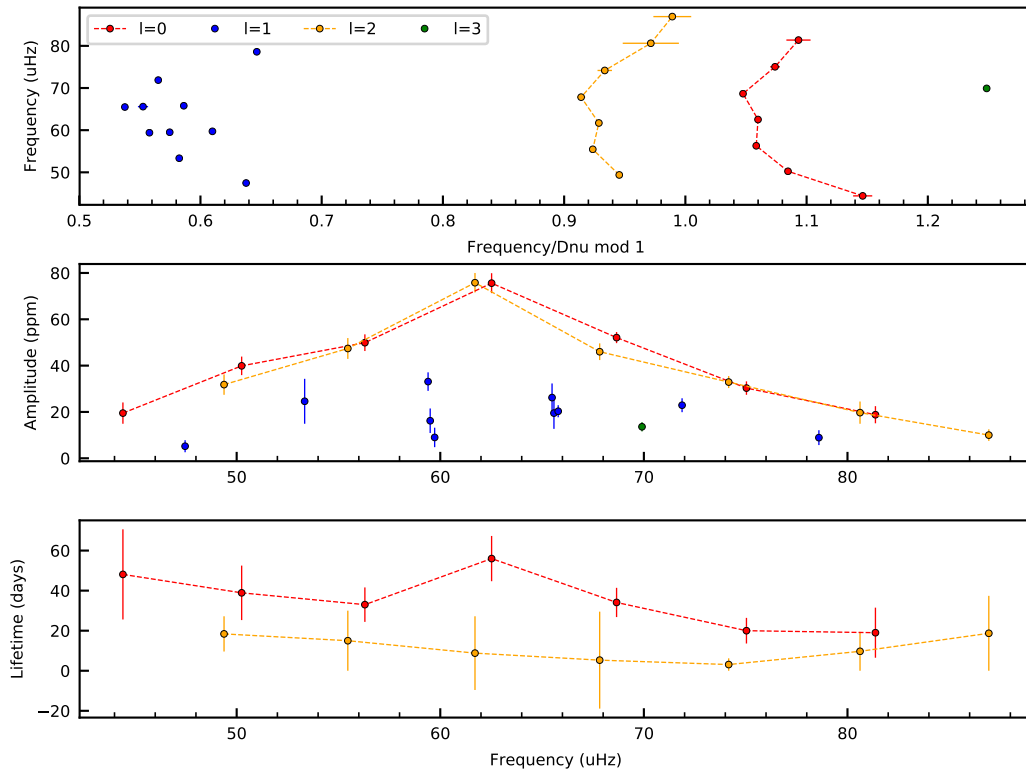 l=0 l=1 l=2 l=3
Frequency (uHz)
80
70
60
50
0.5 0.6 0.7 0.8 0.9 1.0 1.1 1.2
Frequency/Dnu mod 1
Amplitude (ppm)
80
60
40
20
0
50 60 70 80
Lifetime (days)
60
40
20
0
−20
50 60 70 80
Frequency (uHz)